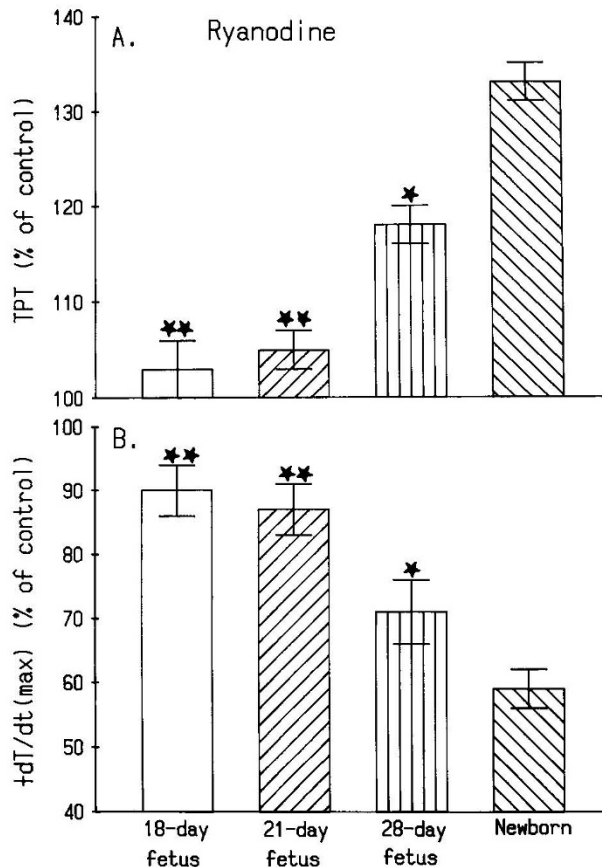 A. Ryanodine
TPT (% of control)
140
130
120
110
100
★★
★★
★
B.
+dT/dt(max) (% of control)
100
90
80
70
60
50
40
★★
★★
★
18-day fetus
21-day fetus
28-day fetus
Newborn